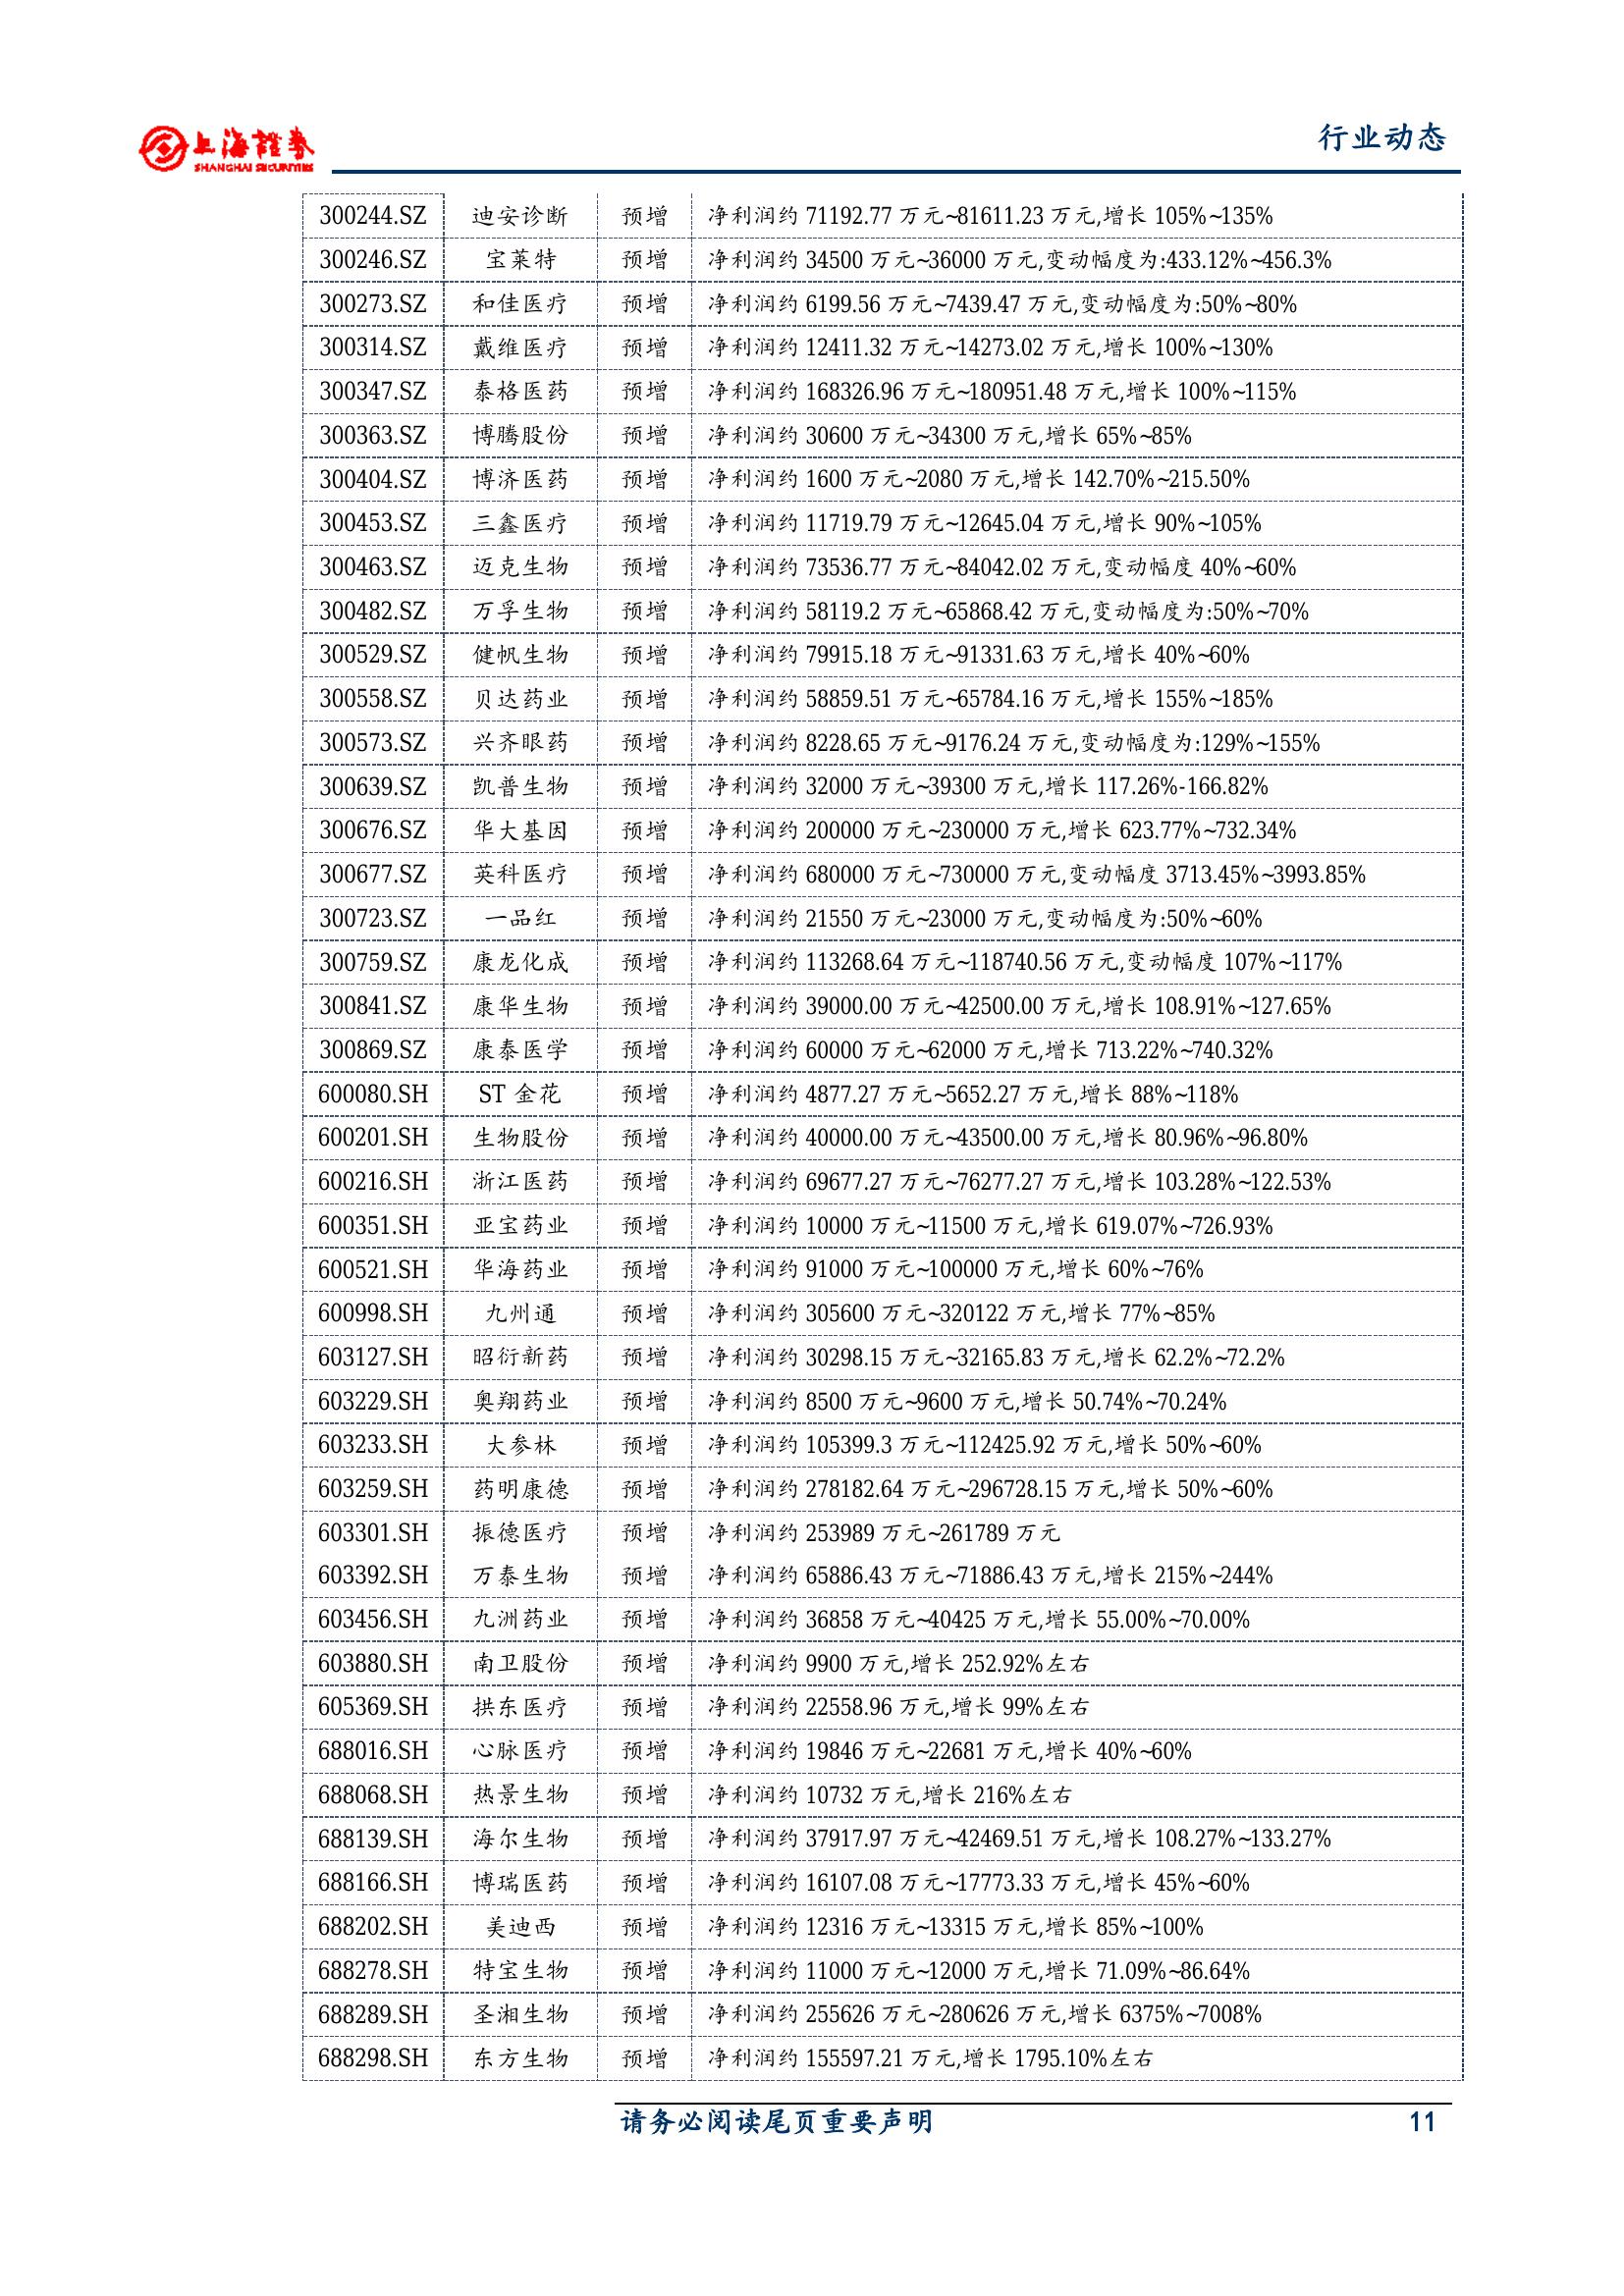 上海證券
SHANGHAI SECURITIES
行业动态
300244.SZ 迪安诊断 预增 净利润约 71192.77 万元~81611.23 万元,增长 105%~135%
300246.SZ 宝莱特 预增 净利润约 34500 万元~36000 万元,变动幅度为:433.12%~456.3%
300273.SZ 和佳医疗 预增 净利润约 6199.56 万元~7439.47 万元,变动幅度为:50%~80%
300314.SZ 戴维医疗 预增 净利润约 12411.32 万元~14273.02 万元,增长 100%~130%
300347.SZ 泰格医药 预增 净利润约 168326.96 万元~180951.48 万元,增长 100%~115%
300363.SZ 博腾股份 预增 净利润约 30600 万元~34300 万元,增长 65%~85%
300404.SZ 博济医药 预增 净利润约 1600 万元~2080 万元,增长 142.70%~215.50%
300453.SZ 三鑫医疗 预增 净利润约 11719.79 万元~12645.04 万元,增长 90%~105%
300463.SZ 迈克生物 预增 净利润约 73536.77 万元~84042.02 万元,变动幅度 40%~60%
300482.SZ 万孚生物 预增 净利润约 58119.2 万元~65868.42 万元,变动幅度为:50%~70%
300529.SZ 健帆生物 预增 净利润约 79915.18 万元~91331.63 万元,增长 40%~60%
300558.SZ 贝达药业 预增 净利润约 58859.51 万元~65784.16 万元,增长 155%~185%
300573.SZ 兴齐眼药 预增 净利润约 8228.65 万元~9176.24 万元,变动幅度为:129%~155%
300639.SZ 凯普生物 预增 净利润约 32000 万元~39300 万元,增长 117.26%-166.82%
300676.SZ 华大基因 预增 净利润约 200000 万元~230000 万元,增长 623.77%~732.34%
300677.SZ 英科医疗 预增 净利润约 680000 万元~730000 万元,变动幅度 3713.45%~3993.85%
300723.SZ 一品红 预增 净利润约 21550 万元~23000 万元,变动幅度为:50%~60%
300759.SZ 康龙化成 预增 净利润约 113268.64 万元~118740.56 万元,变动幅度 107%~117%
300841.SZ 康华生物 预增 净利润约 39000.00 万元~42500.00 万元,增长 108.91%~127.65%
300869.SZ 康泰医学 预增 净利润约 60000 万元~62000 万元,增长 713.22%~740.32%
600080.SH ST 金花 预增 净利润约 4877.27 万元~5652.27 万元,增长 88%~118%
600201.SH 生物股份 预增 净利润约 40000.00 万元~43500.00 万元,增长 80.96%~96.80%
600216.SH 浙江医药 预增 净利润约 69677.27 万元~76277.27 万元,增长 103.28%~122.53%
600351.SH 亚宝药业 预增 净利润约 10000 万元~11500 万元,增长 619.07%~726.93%
600521.SH 华海药业 预增 净利润约 91000 万元~100000 万元,增长 60%~76%
600998.SH 九州通 预增 净利润约 305600 万元~320122 万元,增长 77%~85%
603127.SH 昭衍新药 预增 净利润约 30298.15 万元~32165.83 万元,增长 62.2%~72.2%
603229.SH 奥翔药业 预增 净利润约 8500 万元~9600 万元,增长 50.74%~70.24%
603233.SH 大参林 预增 净利润约 105399.3 万元~112425.92 万元,增长 50%~60%
603259.SH 药明康德 预增 净利润约 278182.64 万元~296728.15 万元,增长 50%~60%
603301.SH 振德医疗 预增 净利润约 253989 万元~261789 万元
603392.SH 万泰生物 预增 净利润约 65886.43 万元~71886.43 万元,增长 215%~244%
603456.SH 九洲药业 预增 净利润约 36858 万元~40425 万元,增长 55.00%~70.00%
603880.SH 南卫股份 预增 净利润约 9900 万元,增长 252.92%左右
605369.SH 拱东医疗 预增 净利润约 22558.96 万元,增长 99%左右
688016.SH 心脉医疗 预增 净利润约 19846 万元~22681 万元,增长 40%~60%
688068.SH 热景生物 预增 净利润约 10732 万元,增长 216%左右
688139.SH 海尔生物 预增 净利润约 37917.97 万元~42469.51 万元,增长 108.27%~133.27%
688166.SH 博瑞医药 预增 净利润约 16107.08 万元~17773.33 万元,增长 45%~60%
688202.SH 美迪西 预增 净利润约 12316 万元~13315 万元,增长 85%~100%
688278.SH 特宝生物 预增 净利润约 11000 万元~12000 万元,增长 71.09%~86.64%
688289.SH 圣湘生物 预增 净利润约 255626 万元~280626 万元,增长 6375%~7008%
688298.SH 东方生物 预增 净利润约 155597.21 万元,增长 1795.10%左右
请务必阅读尾页重要声明 11